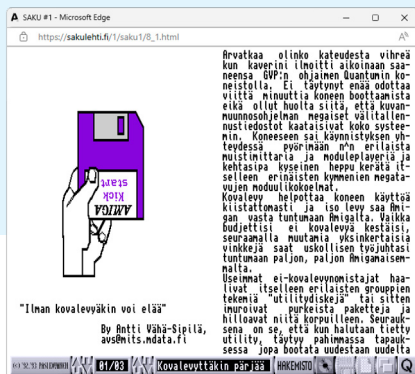 SAKU #1 - Microsoft Edge
https://sakulehti.fi/1/saku1/8_1.html
Arvatkaa olinko kateudesta vihreä
kun kaverini ilmoitti aikoinaan saa-
neensa GVP:n ohjaimen Quantumin ko-
neistolla. Ei täytynyt enää odottaa
viittä minuuttia koneen boottaamista
eikä ollut huolta siitä, että kuvan-
muunnosohjelman megaiset välitallen-
nustiedostot kaataisivat koko systee-
min. Koneeseen sai käynnistyksen yh-
teydessä pyörimään n^n erilaista
muistimittaria ja moduleplayeriä ja
kehtasipa kyseinen heppu kerätä it-
selleen erinäisten kymmenien megata-
vujen moduulikokoelmat.
Kovalevy helpottaa koneen käyttöä
kiistattomasti ja iso levy saa Ami-
gan vasta tuntumaan Amigalta. Vaikka
budjettisi ei kovalevyä kestäisi,
seuraamalla muutamia yksinkertaisia
vinkkejä saat uskollisen työjuhtasi
tuntumaan paljon, paljon Amigamaisem-
malta.
Useimmat ei-kovalevynomistajat haa-
livat itselleen erilaisten grouppien
tekemiä "utilitydiskejä" tai sitten
imuroivat purkeista paketteja ja
hilloavat niitä korpuilleen. Seurauk-
sena on se, että kun halutaan tietty
utility, täytyy pahimmassa tapauk-
sessa jopa bootata uudestaan uudelta
Kick
start
AMIGA
"Ilman kovalevyäkin voi elää"
By Antti Vähä-Sipilä,
avs@mits.mdata.fi
01/03
Kovalevyttäkin pärjää
HAKEMISTO